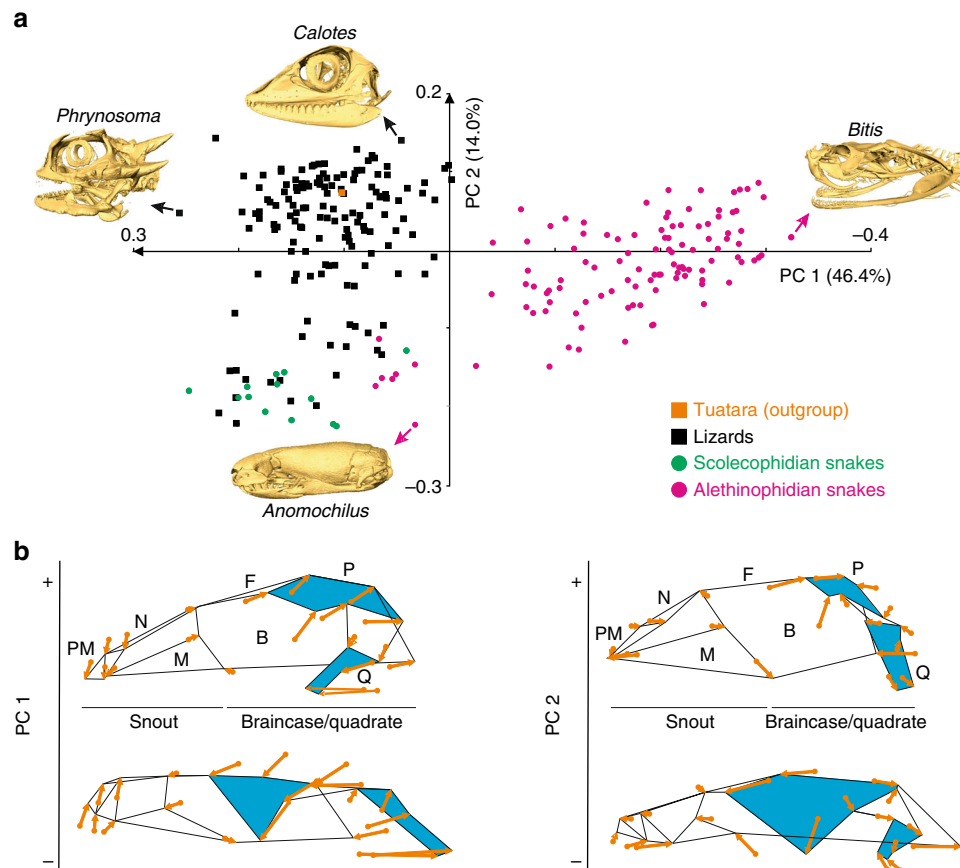 a
Calotes
Phrynosoma
Bitis
0.2
PC 2 (14.0%)
0.3
−0.4
PC 1 (46.4%)
Tuatara (outgroup)
Lizards
Scolecophidian snakes
Alethinophidian snakes
−0.3
Anomochilus
b
PC 1
+
−
PM
N
F
P
M
B
Q
Snout
Braincase/quadrate
PC 2
+
−
PM
N
F
P
M
B
Q
Snout
Braincase/quadrate